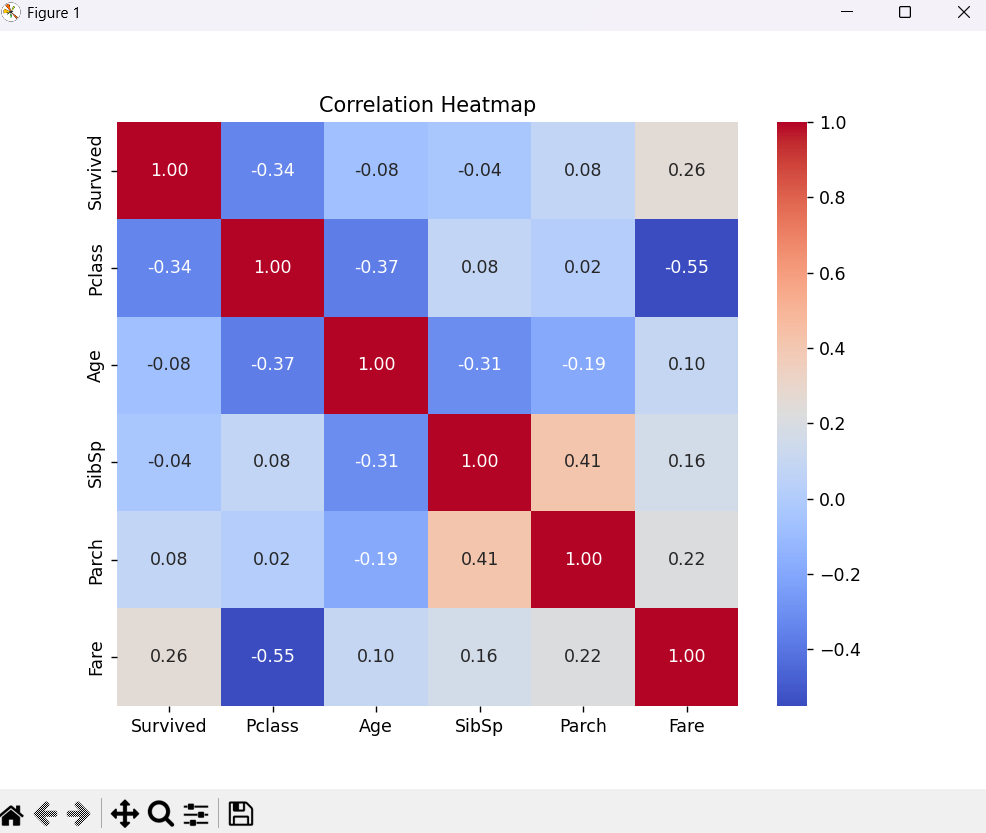 Figure 1
Correlation Heatmap
Survived 1.00 -0.34 -0.08 -0.04 0.08 0.26
Pclass -0.34 1.00 -0.37 0.08 0.02 -0.55
Age -0.08 -0.37 1.00 -0.31 -0.19 0.10
SibSp -0.04 0.08 -0.31 1.00 0.41 0.16
Parch 0.08 0.02 -0.19 0.41 1.00 0.22
Fare 0.26 -0.55 0.10 0.16 0.22 1.00
Survived Pclass Age SibSp Parch Fare
1.0
0.8
0.6
0.4
0.2
0.0
−0.2
−0.4